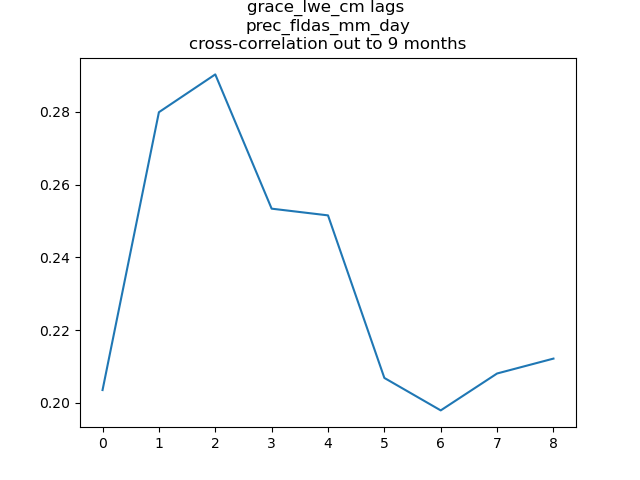 grace_lwe_cm lags
prec_fldas_mm_day
cross-correlation out to 9 months
0.28
0.26
0.24
0.22
0.20
0 1 2 3 4 5 6 7 8